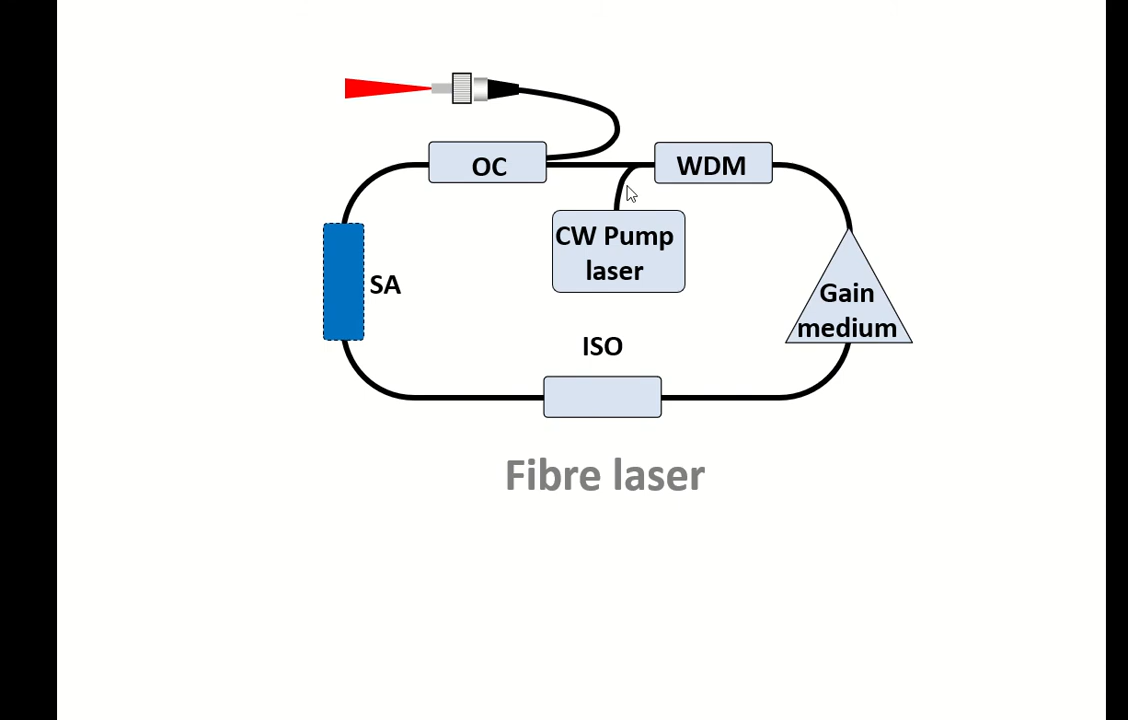 OC
WDM
CW Pump
laser
SA
Gain
medium
ISO
Fibre laser